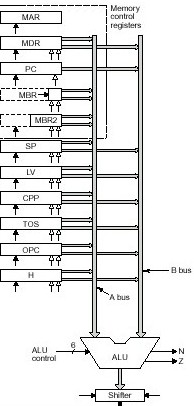 MAR
Memory
control
registers
MDR
PC
MBR
MBR2
SP
LV
CPP
TOS
OPC
H
B bus
A bus
ALU
control
6
ALU
N
Z
Shifter